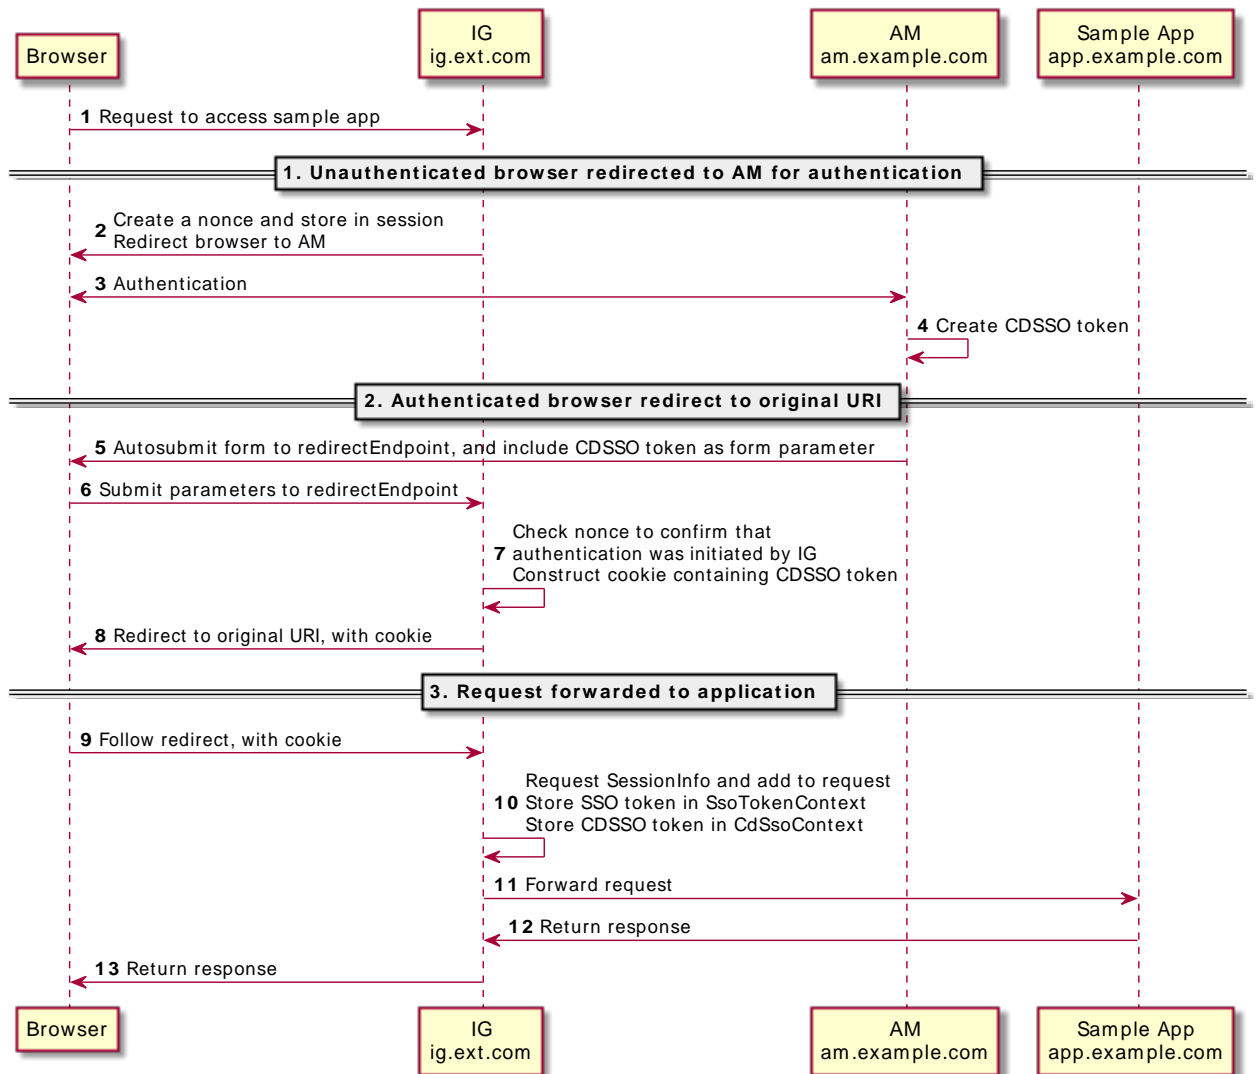 Browser
IG
ig.ext.com
AM
am.example.com
Sample App
app.example.com
1 Request to access sample app
1. Unauthenticated browser redirected to AM for authentication
2 Create a nonce and store in session
Redirect browser to AM
3 Authentication
4 Create CDSSO token
2. Authenticated browser redirect to original URI
5 Autosubmit form to redirectEndpoint, and include CDSSO token as form parameter
6 Submit parameters to redirectEndpoint
Check nonce to confirm that
7 authentication was initiated by IG
Construct cookie containing CDSSO token
8 Redirect to original URI, with cookie
3. Request forwarded to application
9 Follow redirect, with cookie
Request SessionInfo and add to request
10 Store SSO token in SsoTokenContext
Store CDSSO token in CdSsoContext
11 Forward request
12 Return response
13 Return response
Browser
IG
ig.ext.com
AM
am.example.com
Sample App
app.example.com